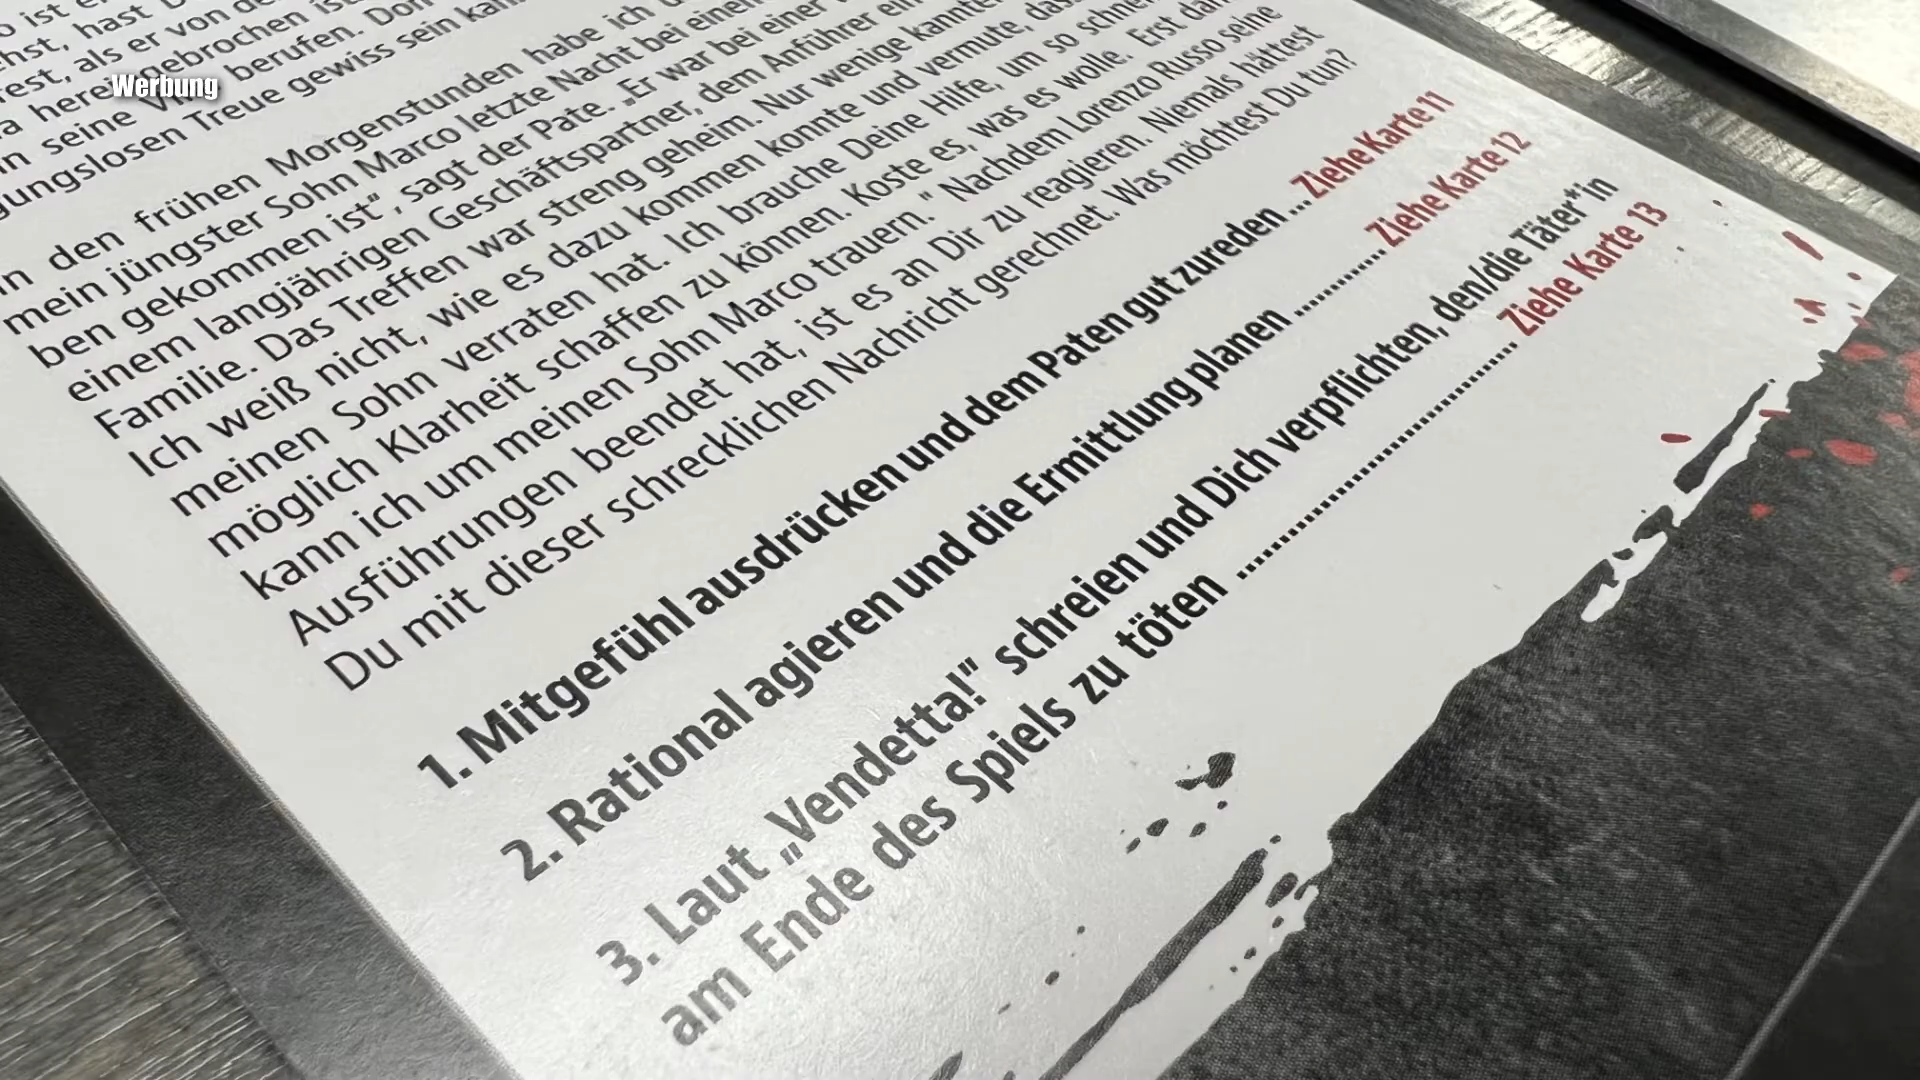 Werbung
gebrochen ist
seine berufen. Don
gungslosen Treue gewiss sein kann
In den frühen Morgenstunden habe ich
mein jüngster Sohn Marco letzte Nacht bei einem
ben gekommen ist“, sagt der Pate. „Er war bei einer
einem langjährigen Geschäftspartner, dem Anführer ein
Familie. Das Treffen war streng geheim. Nur wenige kannten
Ich weiß nicht, wie es dazu kommen konnte und vermute, dass
meinen Sohn verraten hat. Ich brauche Deine Hilfe, um so schnell
möglich Klarheit schaffen zu können. Koste es, was es wolle. Erst dann
kann ich um meinen Sohn Marco trauern.“ Nachdem Lorenzo Russo seine
Ausführungen beendet hat, ist es an Dir zu reagieren. Niemals hättest
Du mit dieser schrecklichen Nachricht gerechnet. Was möchtest Du tun?
1. Mitgefühl ausdrücken und dem Paten gut zureden ... Ziehe Karte 11
2. Rational agieren und die Ermittlung planen ............ Ziehe Karte 12
3. Laut „Vendetta!“ schreien und Dich verpflichten, den/die Täter*in
am Ende des Spiels zu töten ........................................ Ziehe Karte 13